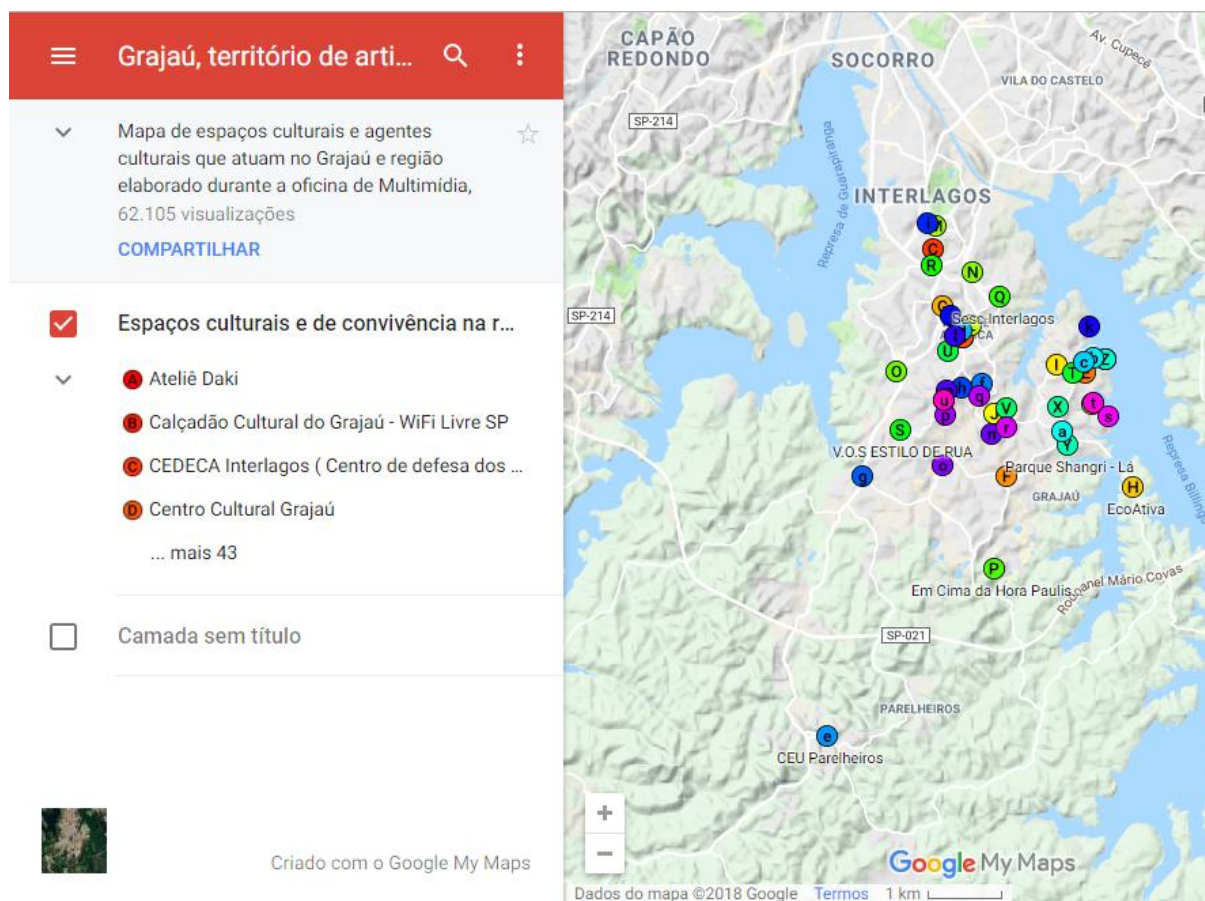 Grajaú, território de arti...
Mapa de espaços culturais e agentes
culturais que atuam no Grajaú e região
elaborado durante a oficina de Multimídia,
62.105 visualizações
COMPARTILHAR
Espaços culturais e de convivência na r...
A Ateliê Daki
B Calçadão Cultural do Grajaú - WiFi Livre SP
C CEDECA Interlagos ( Centro de defesa dos ...
D Centro Cultural Grajaú
... mais 43
Camada sem título
Criado com o Google My Maps
CAPÃO
REDONDO
SOCORRO
Av. Cupecê
VILA DO CASTELO
SP-214
Represa de Guarapiranga
INTERLAGOS
i
C
R
N
Q
SP-214
Sesc Interlagos
k
U
O
I
T
c
Z
h
f
q
u
p
V
J
r
n
X
t
s
a
Y
S
V.O.S ESTILO DE RUA
o
g
F
Parque Shangri - Lá
GRAJAÚ
H
EcoAtiva
Represa Billings
P
Em Cima da Hora Paulis...
Rodoanel Mário Covas
SP-021
PARELHEIROS
e
CEU Parelheiros
+
−
Google My Maps
Dados do mapa ©2018 Google Termos 1 km